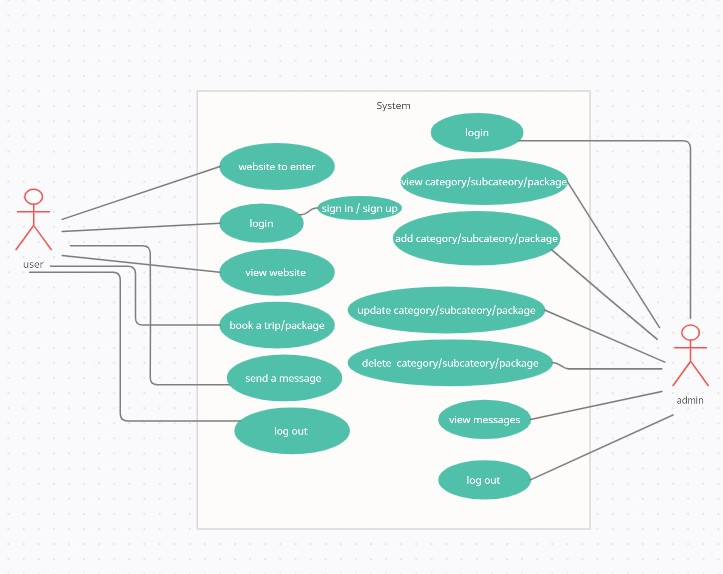 System
login
website to enter
view category/subcateory/package
sign in / sign up
login
add category/subcateory/package
user
view website
update category/subcateory/package
book a trip/package
delete  category/subcateory/package
send a message
admin
view messages
log out
log out